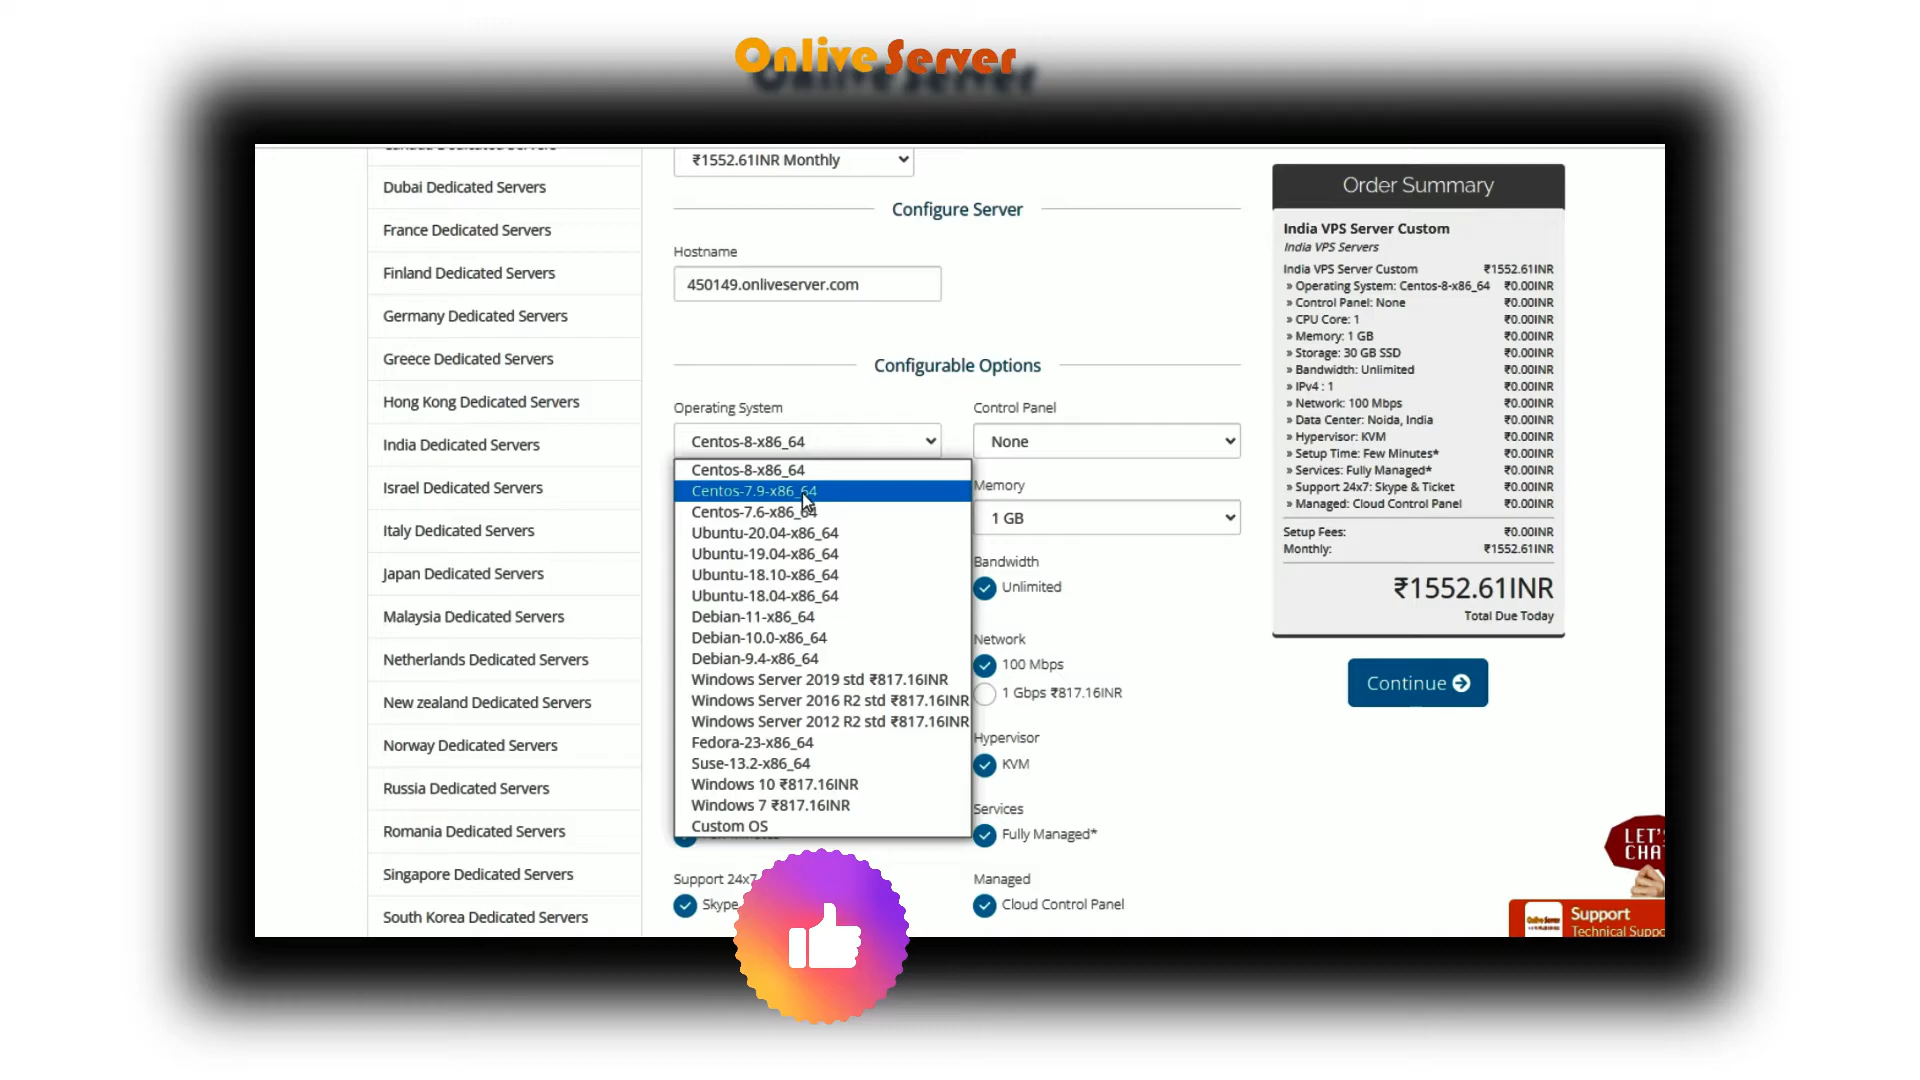 Onlive Server
Dubai Dedicated Servers
France Dedicated Servers
Finland Dedicated Servers
Germany Dedicated Servers
Greece Dedicated Servers
Hong Kong Dedicated Servers
India Dedicated Servers
Israel Dedicated Servers
Italy Dedicated Servers
Japan Dedicated Servers
Malaysia Dedicated Servers
Netherlands Dedicated Servers
New zealand Dedicated Servers
Norway Dedicated Servers
Russia Dedicated Servers
Romania Dedicated Servers
Singapore Dedicated Servers
South Korea Dedicated Servers
₹1552.61INR Monthly
Configure Server
Hostname
450149.onliveserver.com
Configurable Options
Operating System
Centos-8-x86_64
Centos-8-x86_64
Centos-7.9-x86_64
Centos-7.6-x86_64
Ubuntu-20.04-x86_64
Ubuntu-19.04-x86_64
Ubuntu-18.10-x86_64
Ubuntu-18.04-x86_64
Debian-11-x86_64
Debian-10.0-x86_64
Debian-9.4-x86_64
Windows Server 2019 std ₹817.16INR
Windows Server 2016 R2 std ₹817.16INR
Windows Server 2012 R2 std ₹817.16INR
Fedora-23-x86_64
Suse-13.2-x86_64
Windows 10 ₹817.16INR
Windows 7 ₹817.16INR
Custom OS
Support 24x7
Skype
Control Panel
None
Memory
1 GB
Bandwidth
Unlimited
Network
100 Mbps
1 Gbps ₹817.16INR
Hypervisor
KVM
Services
Fully Managed*
Managed
Cloud Control Panel
Order Summary
India VPS Server Custom
India VPS Servers
India VPS Server Custom ₹1552.61INR
» Operating System: Centos-8-x86_64 ₹0.00INR
» Control Panel: None ₹0.00INR
» CPU Core: 1 ₹0.00INR
» Memory: 1 GB ₹0.00INR
» Storage: 30 GB SSD ₹0.00INR
» Bandwidth: Unlimited ₹0.00INR
» IPv4 : 1 ₹0.00INR
» Network: 100 Mbps ₹0.00INR
» Data Center: Noida, India ₹0.00INR
» Hypervisor: KVM ₹0.00INR
» Setup Time: Few Minutes* ₹0.00INR
» Services: Fully Managed* ₹0.00INR
» Support 24x7: Skype & Ticket ₹0.00INR
» Managed: Cloud Control Panel ₹0.00INR
Setup Fees: ₹0.00INR
Monthly: ₹1552.61INR
₹1552.61INR
Total Due Today
Continue
LET'S
CHA
Support
Technical Suppo